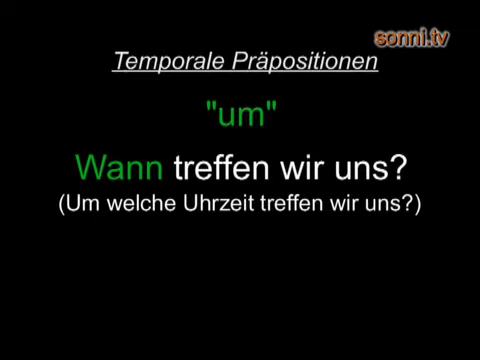 sonni.tv
Temporale Präpositionen
"um"
Wann treffen wir uns?
(Um welche Uhrzeit treffen wir uns?)